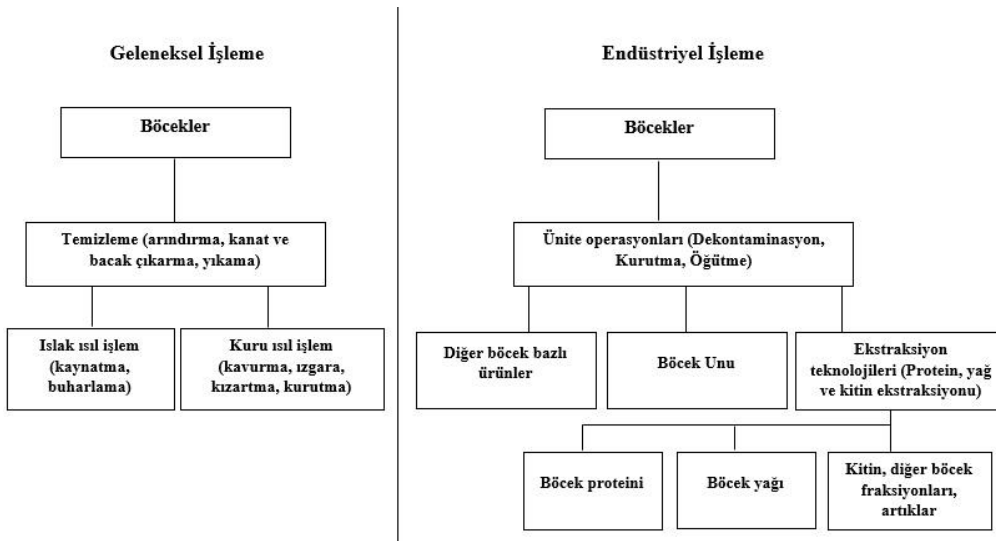 Geleneksel İşleme
Böcekler
Temizleme (arındırma, kanat ve
bacak çıkarma, yıkama)
Islak ısıl işlem
(kaynatma,
buharlama)
Kuru ısıl işlem
(kavurma, ızgara,
kızartma, kurutma)
Endüstriyel İşleme
Böcekler
Ünite operasyonları (Dekontaminasyon,
Kurutma, Öğütme)
Diğer böcek bazlı
ürünler
Böcek Unu
Ekstraksiyon
teknolojileri (Protein, yağ
ve kitin ekstraksiyonu)
Böcek proteini
Böcek yağı
Kitin, diğer böcek
fraksiyonları,
artıklar